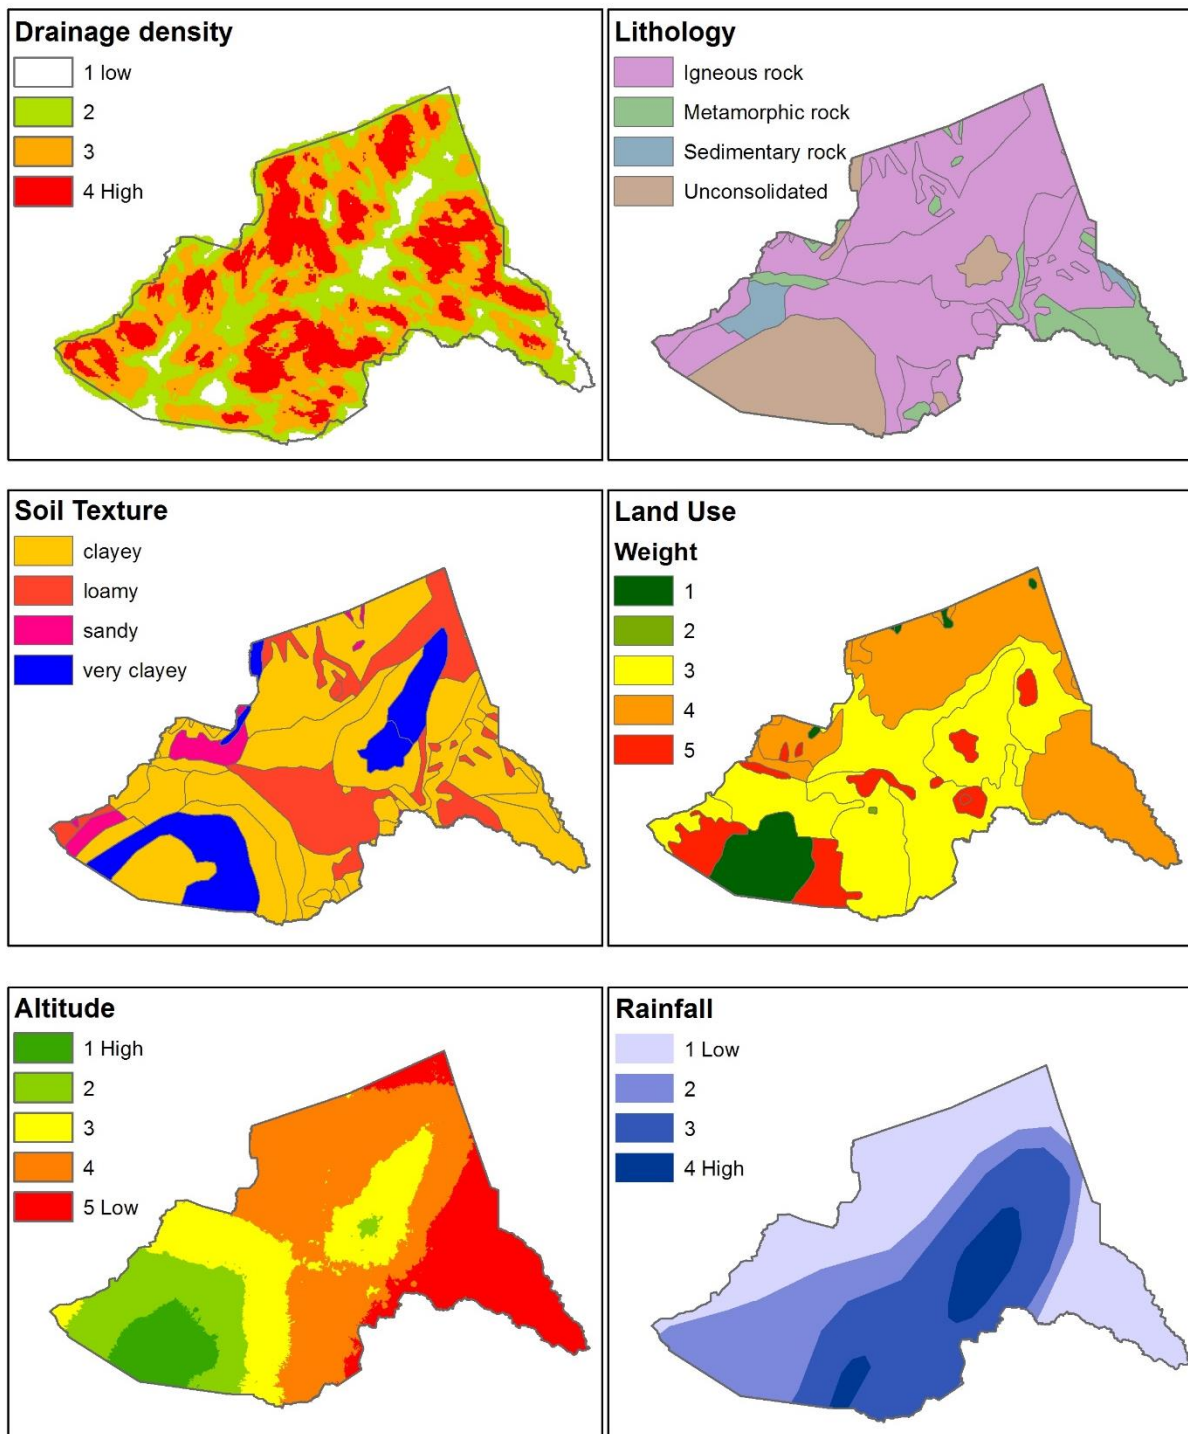 Drainage density
1 low
2
3
4 High
Lithology
Igneous rock
Metamorphic rock
Sedimentary rock
Unconsolidated
Soil Texture
clayey
loamy
sandy
very clayey
Land Use
Weight
1
2
3
4
5
Altitude
1 High
2
3
4
5 Low
Rainfall
1 Low
2
3
4 High